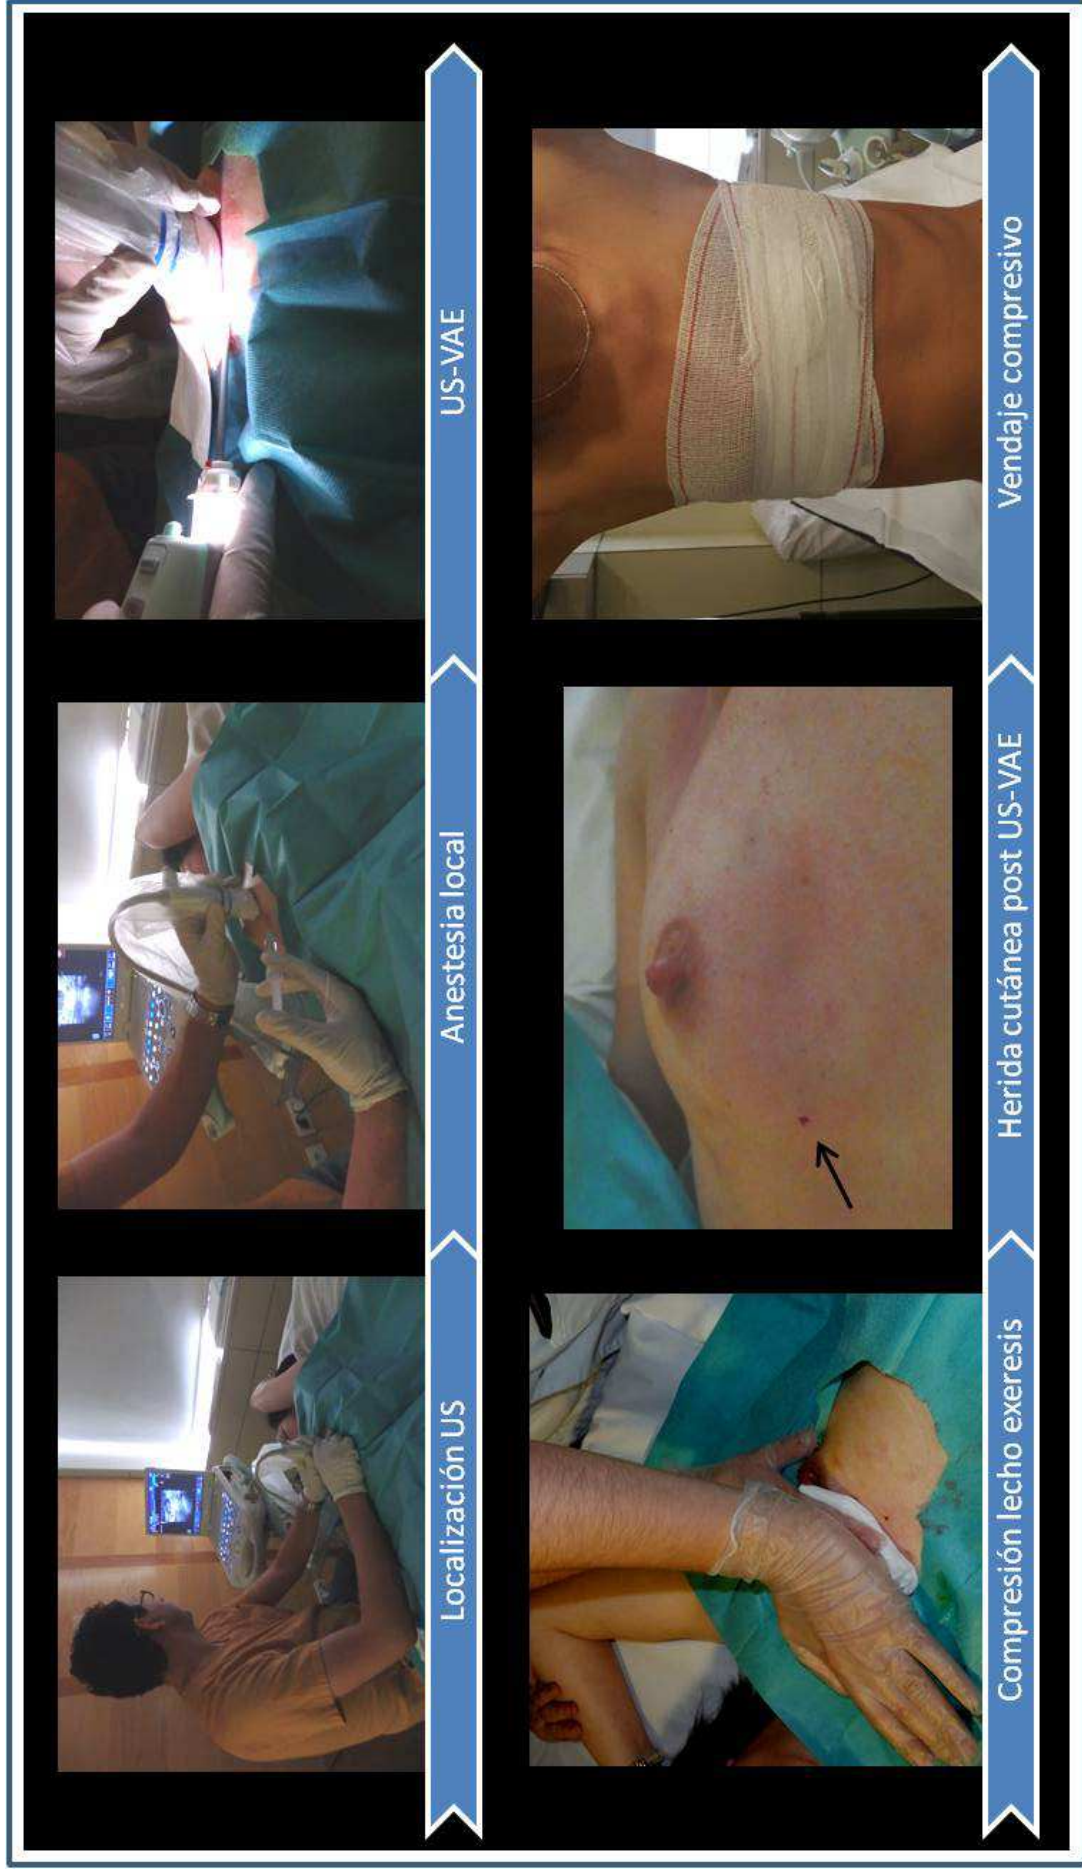 Localización US
Anestesia local
US-VAE
Compresión lecho exeresis
Herida cutánea post US-VAE
Vendaje compresivo